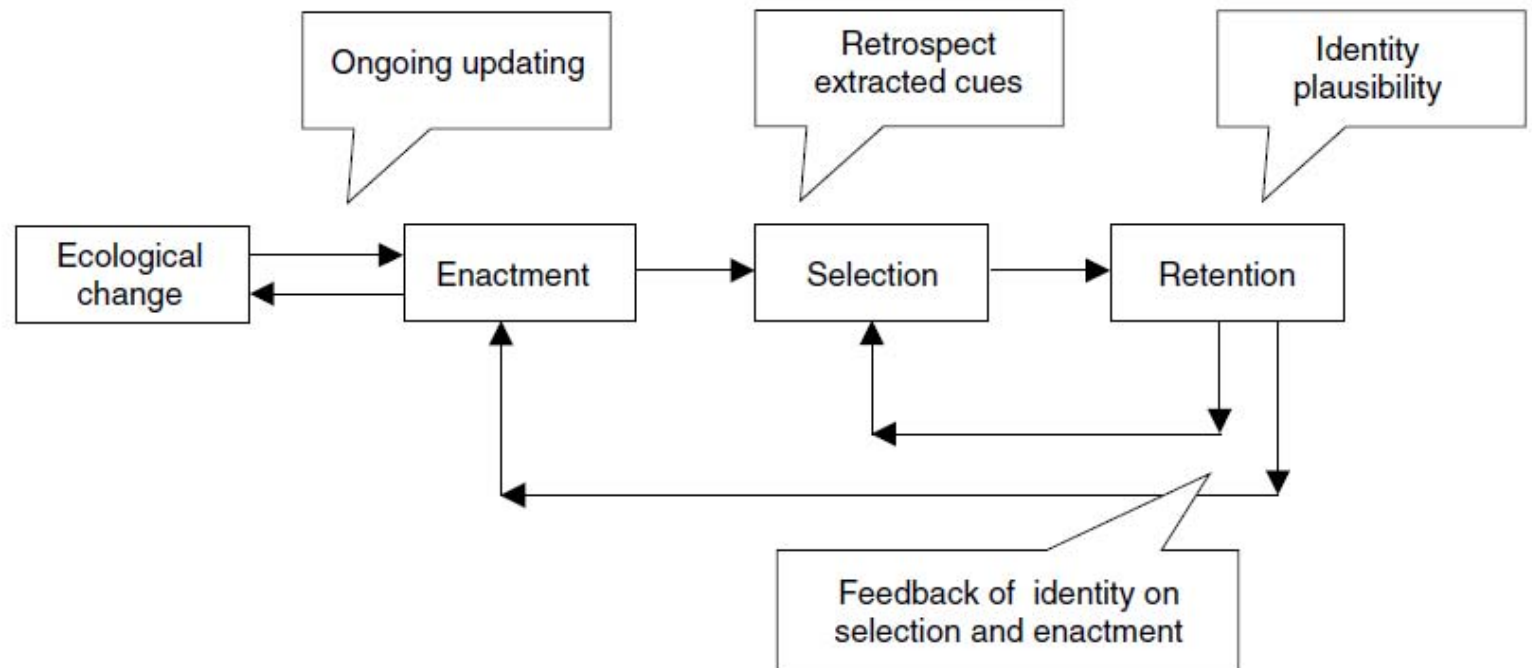 Ongoing updating
Retrospect
extracted cues
Identity
plausibility
Ecological
change
Enactment
Selection
Retention
Feedback of identity on
selection and enactment